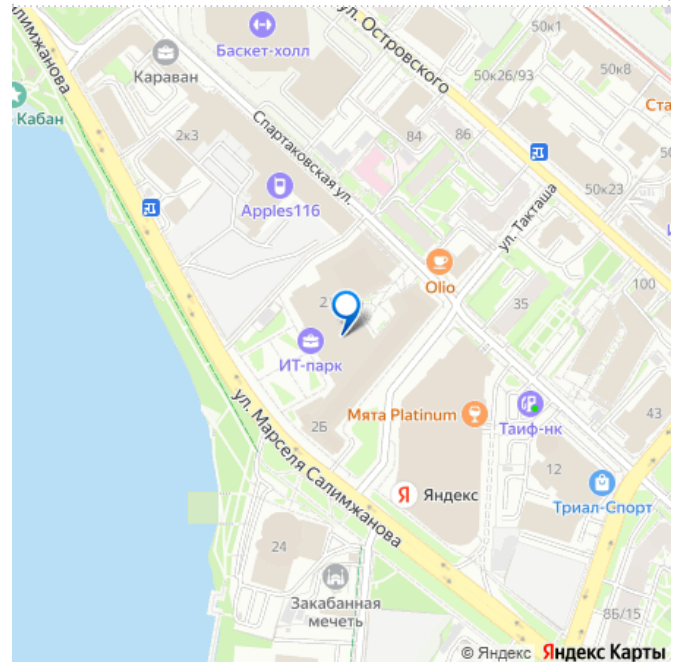 Салимжанова
Баскет-холл
ул. Островского
50к1
Караван
50к26/93
50к8
Кабан
Ста
2к3
Спартаковская ул.
84
86
50
50к23
Apples116
ул. Такташа
Olio
100
2
35
ИТ-парк
ул. Марселя Салимжанова
2Б
Мята Platinum
Таиф-нк
43
Я Яндекс
12
Триал-Спорт
24
Закабанная
мечеть
8Б/15
© Яндекс Яндекс Карты